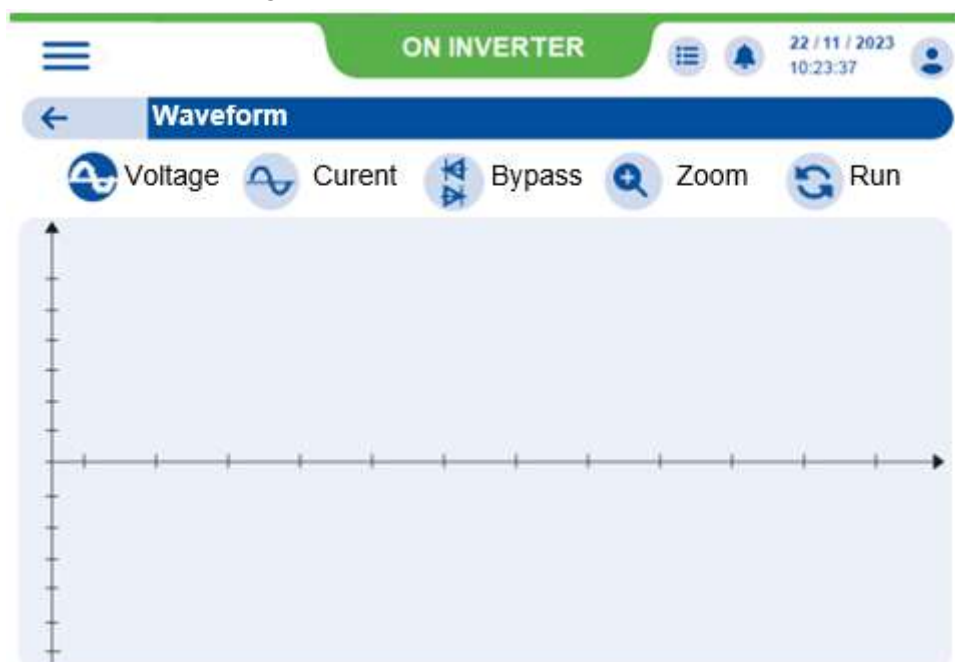 ON INVERTER
22 / 11 / 2023
10:23:37
Waveform
Voltage Curent Bypass Zoom Run